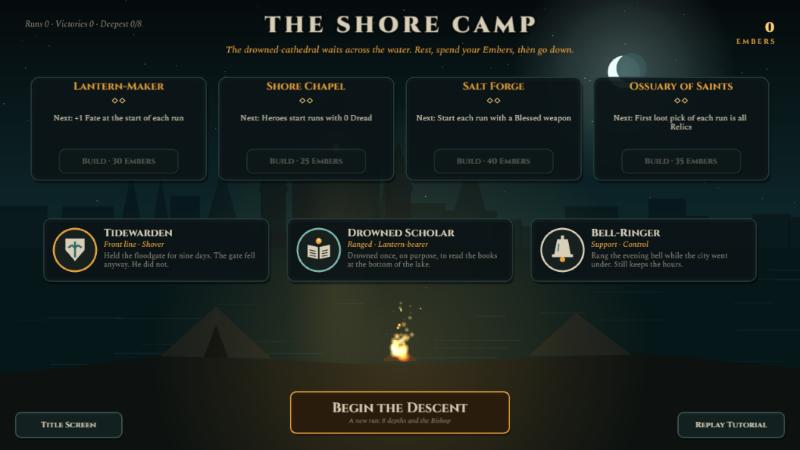 Runs 0 · Victories 0 · Deepest 0/8
THE SHORE CAMP
The drowned cathedral waits across the water. Rest, spend your Embers, then go down.
0
EMBERS
LANTERN-MAKER
Next: +1 Fate at the start of each run
BUILD · 30 EMBERS
SHORE CHAPEL
Next: Heroes start runs with 0 Dread
BUILD · 25 EMBERS
SALT FORGE
Next: Start each run with a Blessed weapon
BUILD · 40 EMBERS
OSSUARY OF SAINTS
Next: First loot pick of each run is all
Relics
BUILD · 35 EMBERS
TIDEWARDEN
Front line · Shover
Held the floodgate for nine days. The gate fell
anyway. He did not.
DROWNED SCHOLAR
Ranged · Lantern-bearer
Drowned once, on purpose, to read the books
at the bottom of the lake.
BELL-RINGER
Support · Control
Rang the evening bell while the city went
under. Still keeps the hours.
BEGIN THE DESCENT
A new run: 8 depths and the Bishop
TITLE SCREEN
REPLAY TUTORIAL